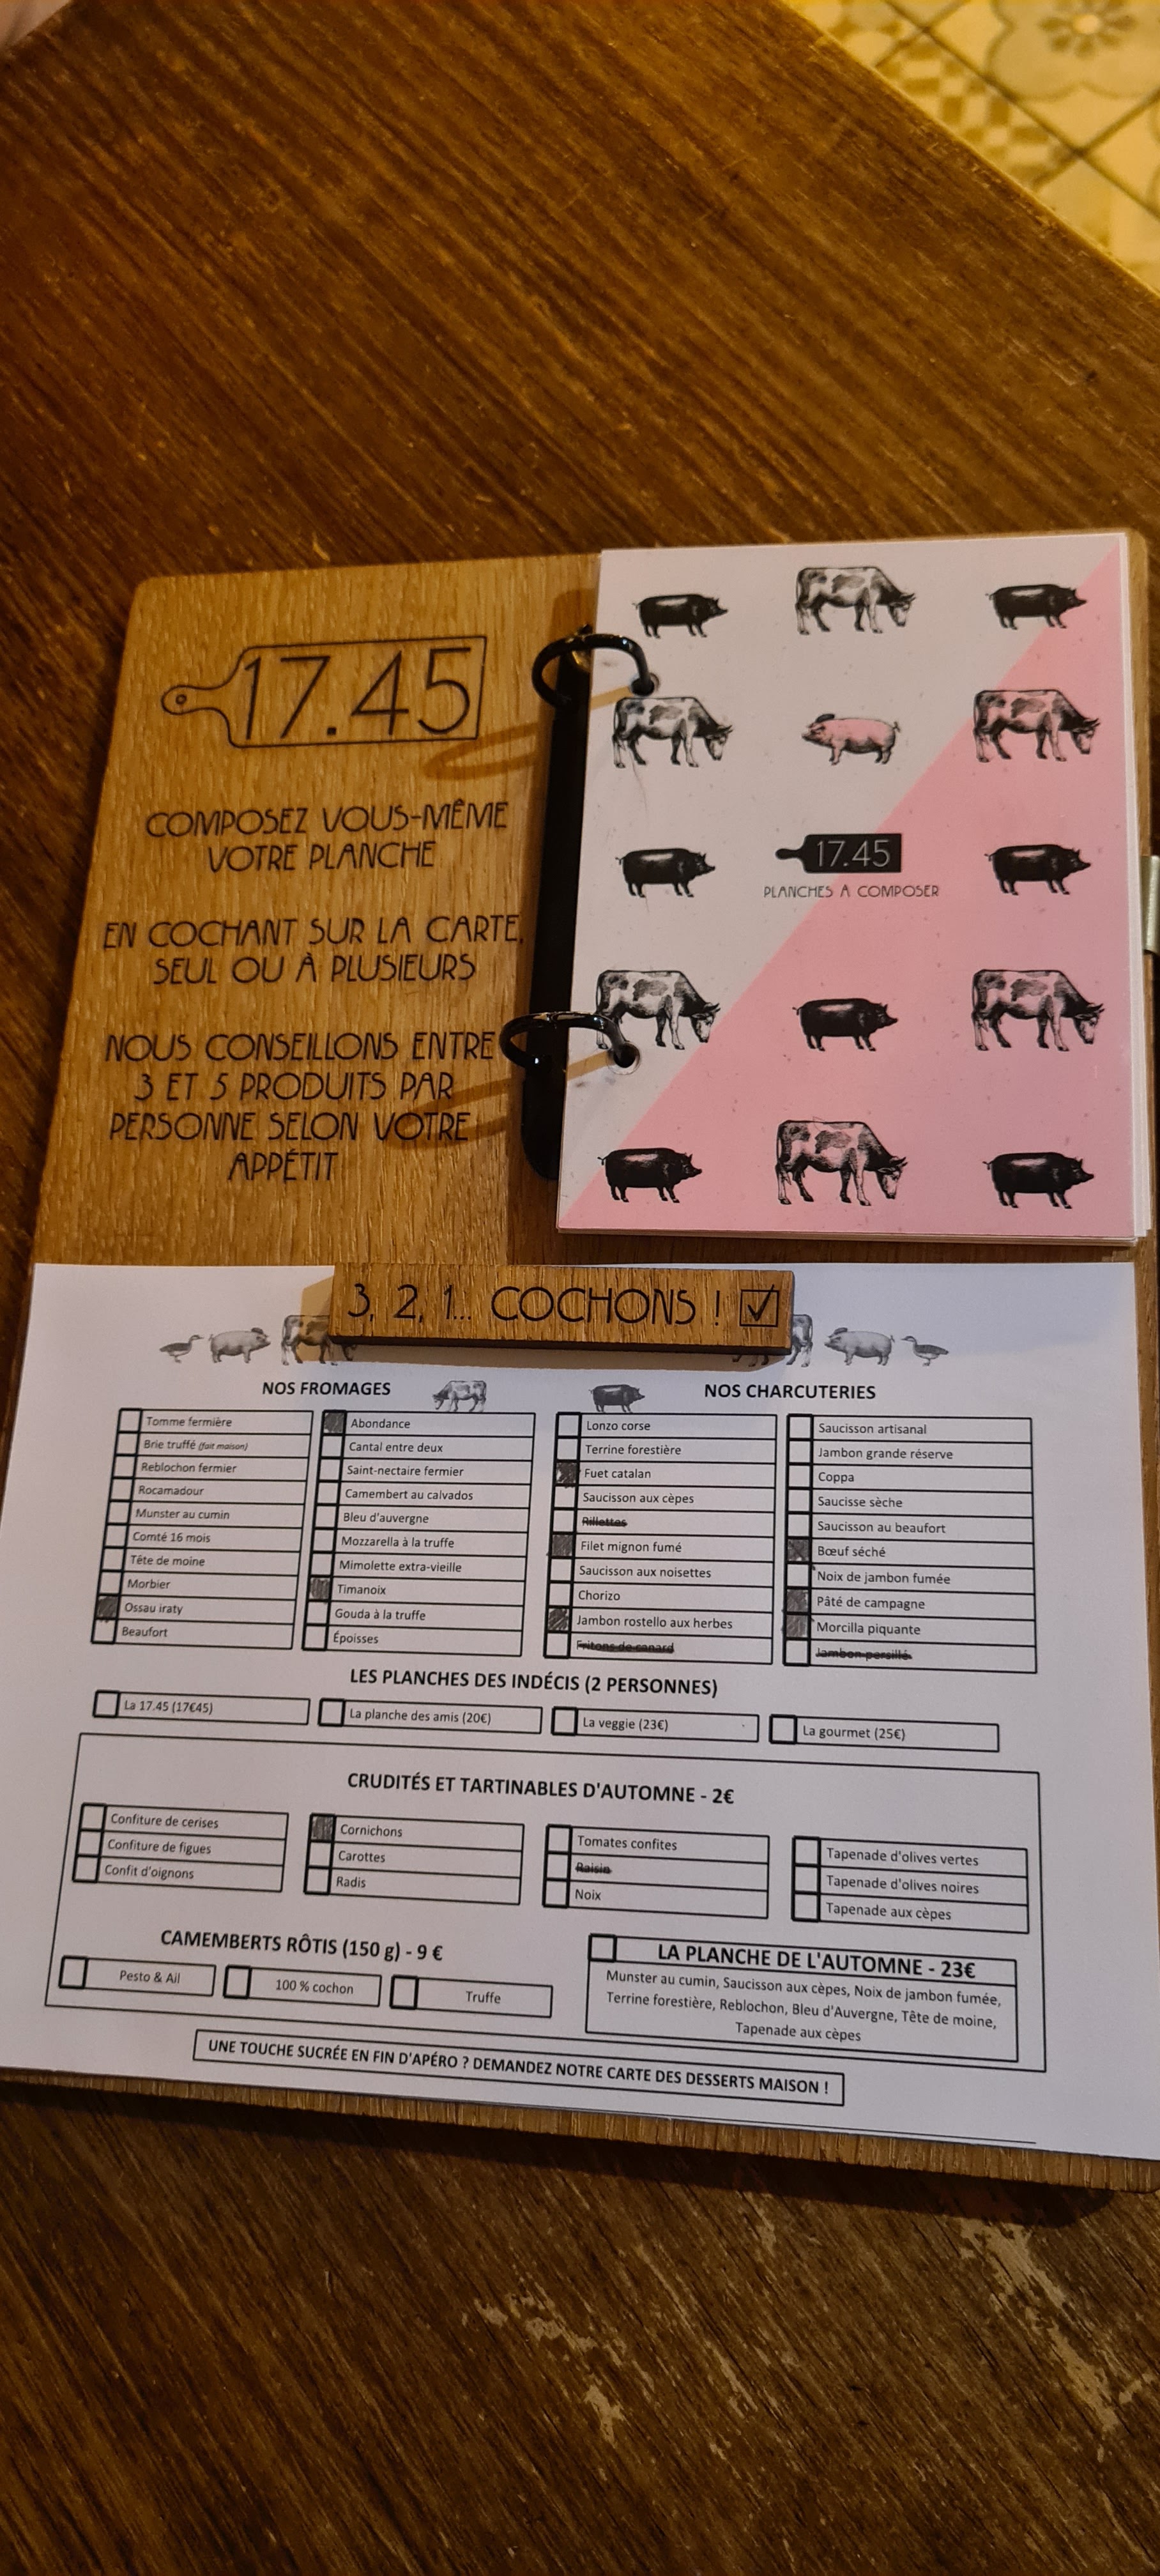 17.45
COMPOSEZ VOUS-MÊME
VOTRE PLANCHE
EN COCHANT SUR LA CARTE,
SEUL OU À PLUSIEURS
NOUS CONSEILLONS ENTRE
3 ET 5 PRODUITS PAR
PERSONNE SELON VOTRE
APPÉTIT
17.45
PLANCHES À COMPOSER
3, 2, 1... COCHONS !
NOS FROMAGES
Tomme fermière
Brie truffé (fait maison)
Reblochon fermier
Rocamadour
Munster au cumin
Comté 16 mois
Tête de moine
Morbier
Ossau iraty
Beaufort
Abondance
Cantal entre deux
Saint-nectaire fermier
Camembert au calvados
Bleu d'auvergne
Mozzarella à la truffe
Mimolette extra-vieille
Timanoix
Gouda à la truffe
Époisses
NOS CHARCUTERIES
Lonzo corse
Terrine forestière
Fuet catalan
Saucisson aux cèpes
Rillettes
Filet mignon fumé
Saucisson aux noisettes
Chorizo
Jambon rostello aux herbes
Fritons de canard
Saucisson artisanal
Jambon grande réserve
Coppa
Saucisse sèche
Saucisson au beaufort
Bœuf séché
Noix de jambon fumée
Pâté de campagne
Morcilla piquante
Jambon persillé
LES PLANCHES DES INDÉCIS (2 PERSONNES)
La 17.45 (17€45)
La planche des amis (20€)
La veggie (23€)
La gourmet (25€)
CRUDITÉS ET TARTINABLES D'AUTOMNE - 2€
Confiture de cerises
Confiture de figues
Confit d'oignons
Cornichons
Carottes
Radis
Tomates confites
Raisin
Noix
Tapenade d'olives vertes
Tapenade d'olives noires
Tapenade aux cèpes
CAMEMBERTS RÔTIS (150 g) - 9 €
Pesto & Ail
100 % cochon
Truffe
LA PLANCHE DE L'AUTOMNE - 23€
Munster au cumin, Saucisson aux cèpes, Noix de jambon fumée,
Terrine forestière, Reblochon, Bleu d'Auvergne, Tête de moine,
Tapenade aux cèpes
UNE TOUCHE SUCRÉE EN FIN D'APÉRO ? DEMANDEZ NOTRE CARTE DES DESSERTS MAISON !